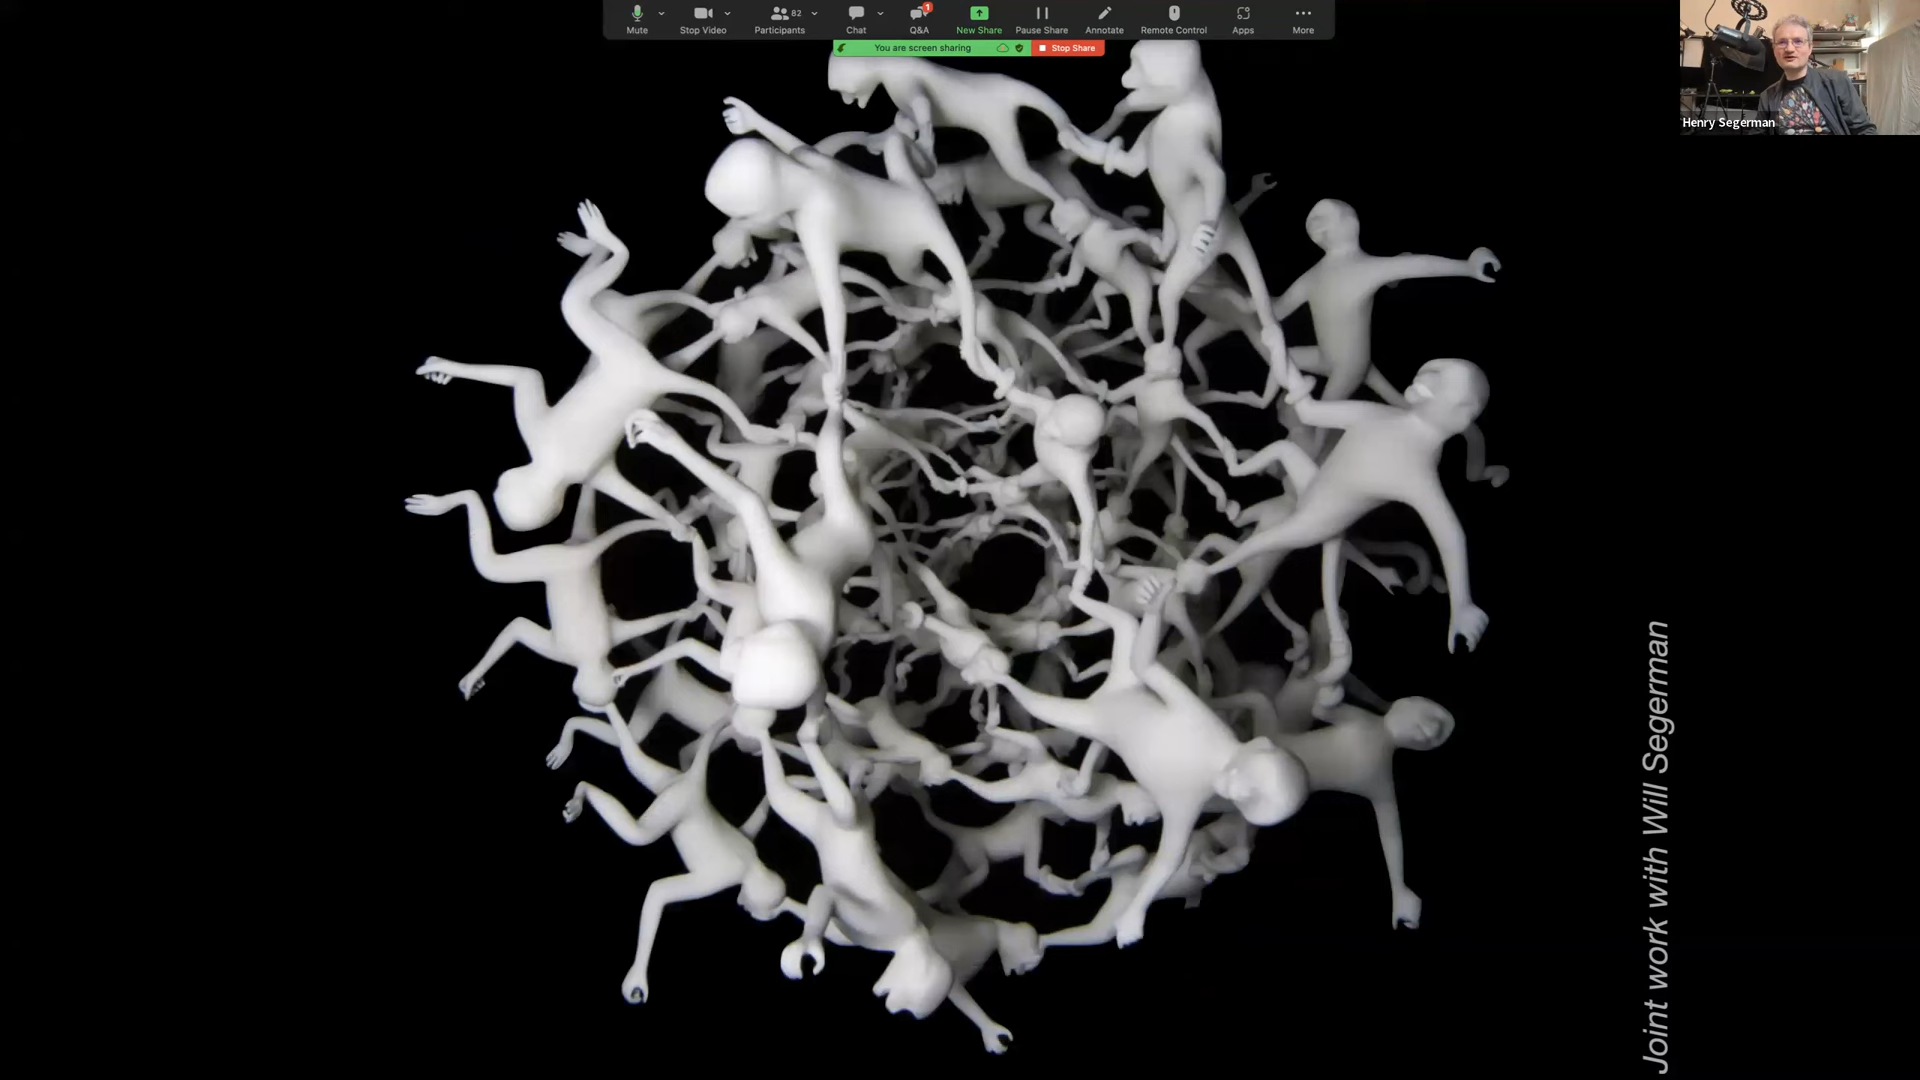 Mute
Stop Video
82
Participants
Chat
1
Q&A
New Share
Pause Share
Annotate
Remote Control
Apps
More
You are screen sharing
Stop Share
Henry Segerman
Joint work with Will Segerman